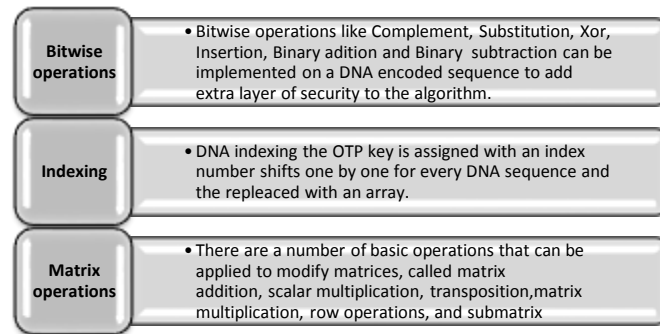 Bitwise
operations
• Bitwise operations like Complement, Substitution, Xor,
Insertion, Binary adition and Binary subtraction can be
implemented on a DNA encoded sequence to add
extra layer of security to the algorithm.
Indexing
• DNA indexing the OTP key is assigned with an index
number shifts one by one for every DNA sequence and
the repleaced with an array.
Matrix
operations
• There are a number of basic operations that can be
applied to modify matrices, called matrix
addition, scalar multiplication, transposition,matrix
multiplication, row operations, and submatrix